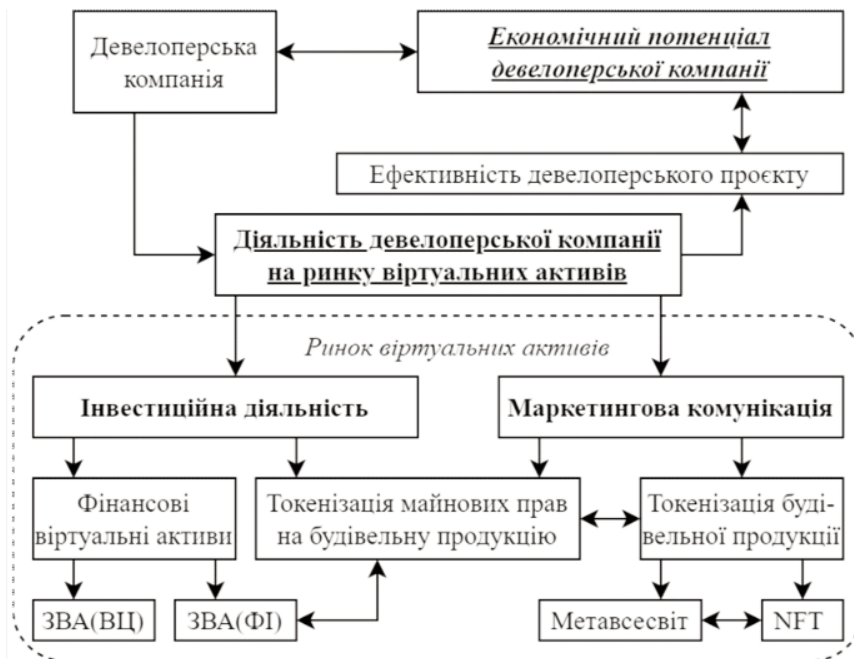 Девелоперська
компанія
Економічний потенціал
девелоперської компанії
Ефективність девелоперського проєкту
Діяльність девелоперської компанії
на ринку віртуальних активів
Ринок віртуальних активів
Інвестиційна діяльність
Маркетингова комунікація
Фінансові
віртуальні активи
Токенізація майнових прав
на будівельну продукцію
Токенізація буді-
вельної продукції
ЗВА(ВЦ)
ЗВА(ФІ)
Метавсесвіт
NFT